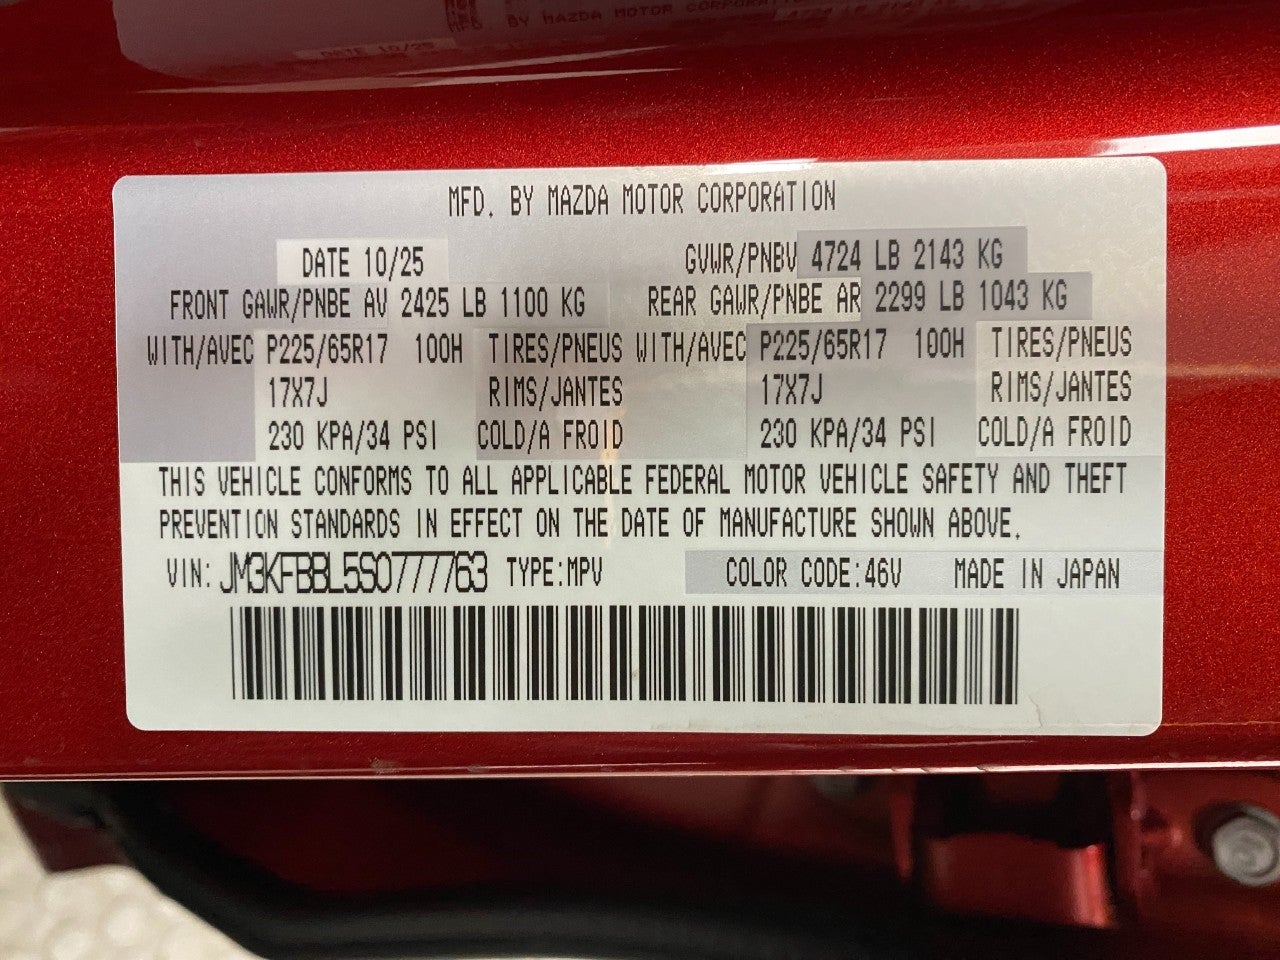 MFD. BY MAZDA MOTOR CORPORATION
DATE 10/25 GVWR/PNBV 4724 LB 2143 KG
FRONT GAWR/PNBE AV 2425 LB 1100 KG REAR GAWR/PNBE AR 2299 LB 1043 KG
WITH/AVEC P225/65R17 100H TIRES/PNEUS WITH/AVEC P225/65R17 100H TIRES/PNEUS
17X7J RIMS/JANTES 17X7J RIMS/JANTES
230 KPA/34 PSI COLD/A FROID 230 KPA/34 PSI COLD/A FROID
THIS VEHICLE CONFORMS TO ALL APPLICABLE FEDERAL MOTOR VEHICLE SAFETY AND THEFT
PREVENTION STANDARDS IN EFFECT ON THE DATE OF MANUFACTURE SHOWN ABOVE.
VIN: JM3KFBBL5S0777763 TYPE:MPV COLOR CODE:46V MADE IN JAPAN